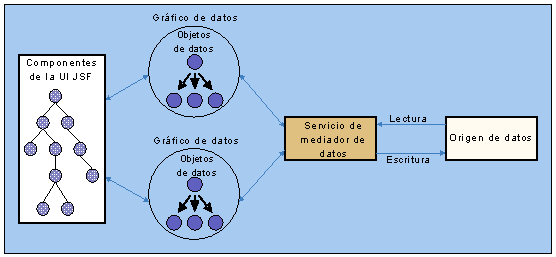 Gráfico de datos
Objetos
de datos
Componentes
de la UI JSF
Gráfico de datos
Objetos
de datos
Servicio de
mediador de
datos
Lectura
Escritura
Origen de datos